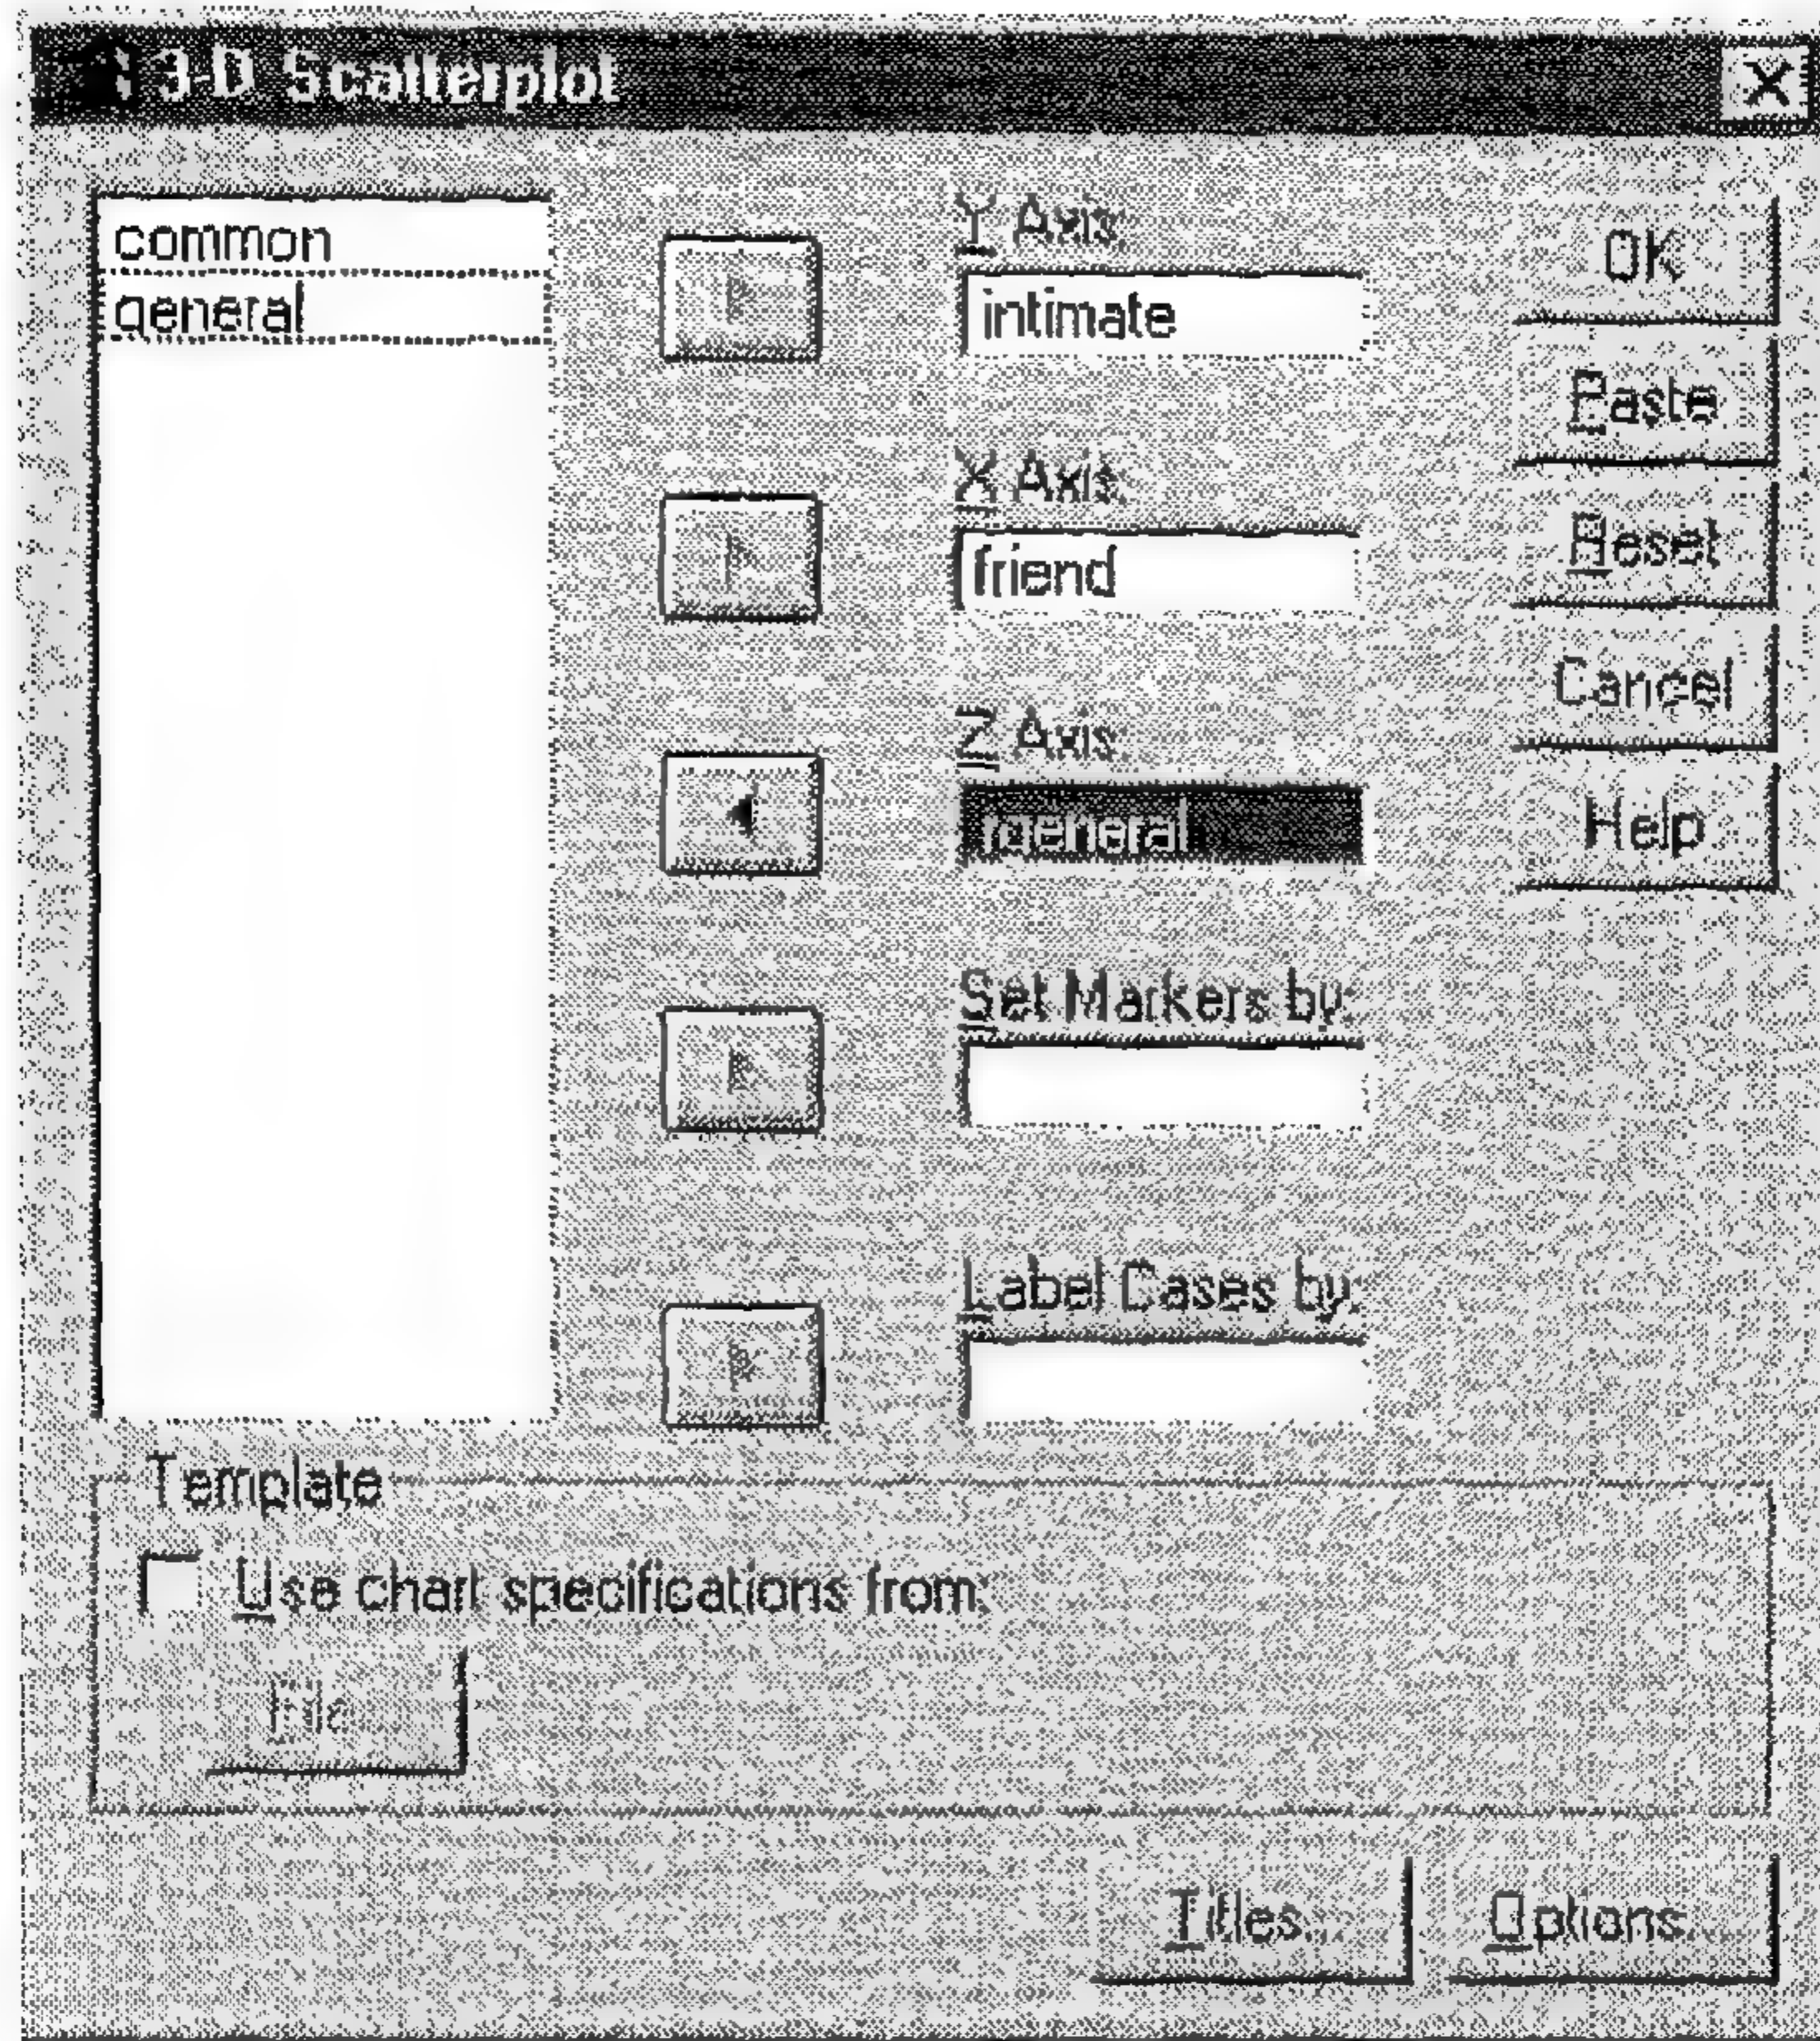 3-D Scatterplot
common
general
Y Axis:
intimate
X Axis:
friend
Z Axis:
rgeneral
Set Markers by:
Label Cases by:
OK
Paste
Reset
Cancel
Help
Template
Use chart specifications from:
File...
Titles...
Options...